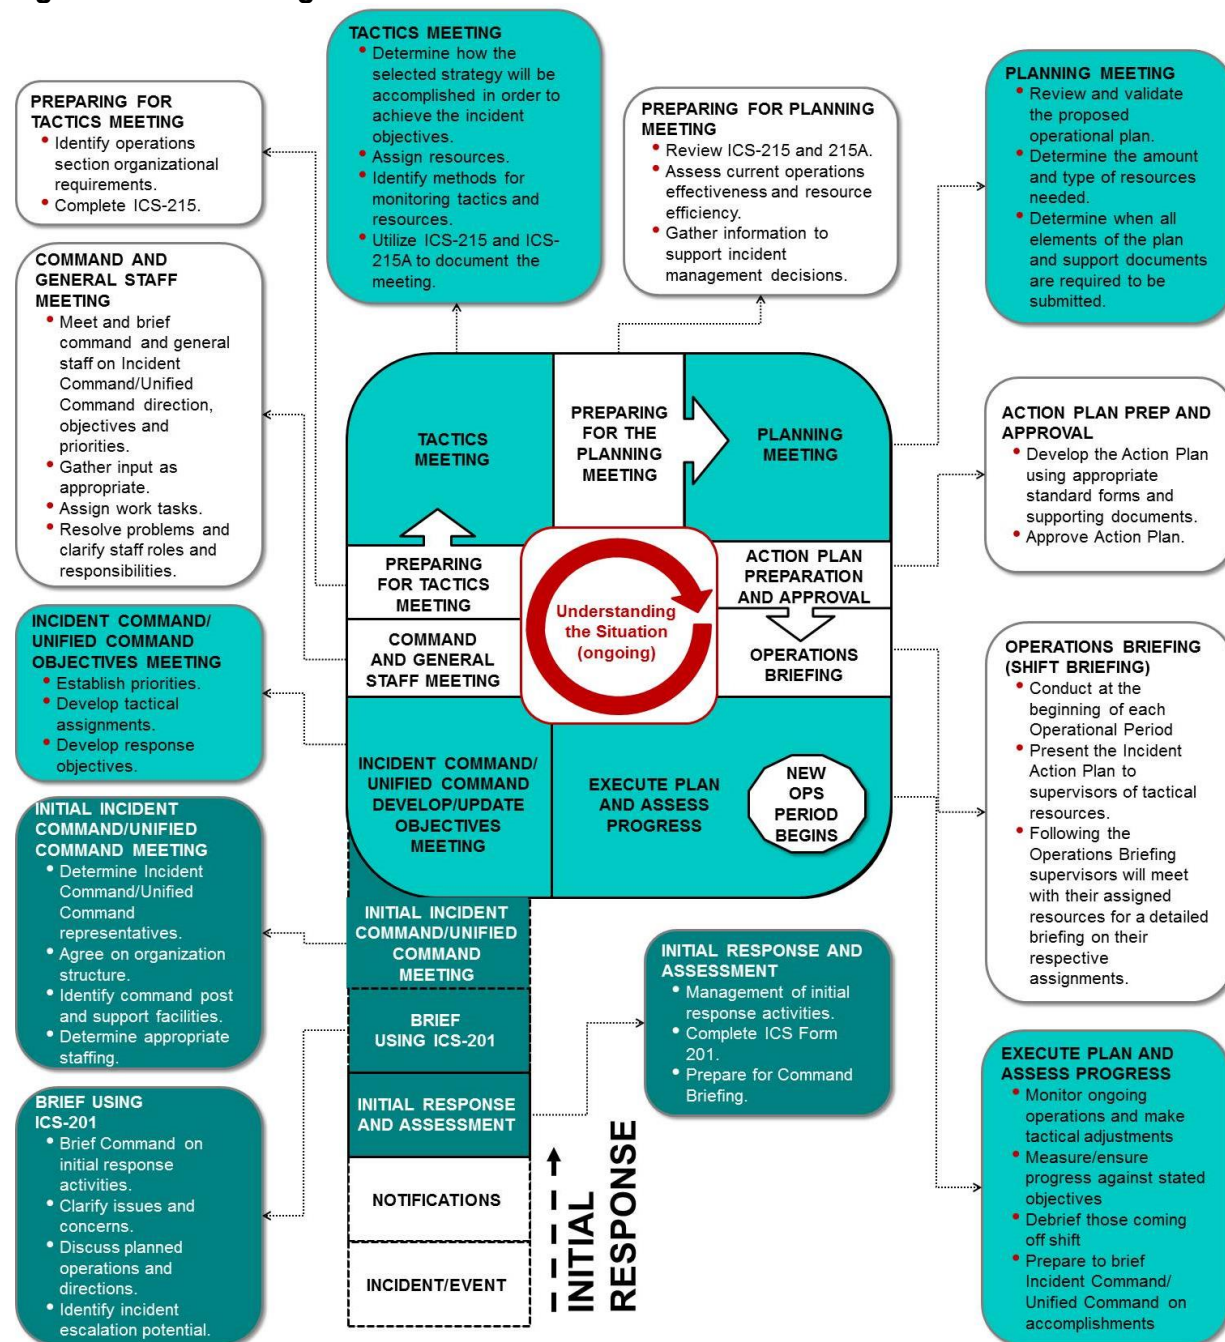 TACTICS MEETING
• Determine how the
selected strategy will be
accomplished in order to
achieve the incident
objectives.
• Assign resources.
• Identify methods for
monitoring tactics and
resources.
• Utilize ICS-215 and ICS-
215A to document the
meeting.
PREPARING FOR
TACTICS MEETING
• Identify operations
section organizational
requirements.
• Complete ICS-215.
PREPARING FOR PLANNING
MEETING
• Review ICS-215 and 215A.
• Assess current operations
effectiveness and resource
efficiency.
• Gather information to
support incident
management decisions.
PLANNING MEETING
• Review and validate
the proposed
operational plan.
• Determine the amount
and type of resources
needed.
• Determine when all
elements of the plan
and support documents
are required to be
submitted.
COMMAND AND
GENERAL STAFF
MEETING
• Meet and brief
command and general
staff on Incident
Command/Unified
Command direction,
objectives and
priorities.
• Gather input as
appropriate.
• Assign work tasks.
• Resolve problems and
clarify staff roles and
responsibilities.
TACTICS
MEETING
PREPARING
FOR THE
PLANNING
MEETING
PLANNING
MEETING
ACTION PLAN PREP AND
APPROVAL
• Develop the Action Plan
using appropriate
standard forms and
supporting documents.
• Approve Action Plan.
PREPARING
FOR TACTICS
MEETING
ACTION PLAN
PREPARATION
AND APPROVAL
Understanding
the Situation
(ongoing)
COMMAND
AND GENERAL
STAFF MEETING
OPERATIONS
BRIEFING
INCIDENT COMMAND/
UNIFIED COMMAND
OBJECTIVES MEETING
• Establish priorities.
• Develop tactical
assignments.
• Develop response
objectives.
OPERATIONS BRIEFING
(SHIFT BRIEFING)
• Conduct at the
beginning of each
Operational Period
• Present the Incident
Action Plan to
supervisors of tactical
resources.
• Following the
Operations Briefing
supervisors will meet
with their assigned
resources for a detailed
briefing on their
respective
assignments.
INCIDENT COMMAND/
UNIFIED COMMAND
DEVELOP/UPDATE
OBJECTIVES
MEETING
EXECUTE PLAN
AND ASSESS
PROGRESS
NEW
OPS
PERIOD
BEGINS
INITIAL INCIDENT
COMMAND/UNIFIED
COMMAND MEETING
• Determine Incident
Command/Unified
Command
representatives.
• Agree on organization
structure.
• Identify command post
and support facilities.
• Determine appropriate
staffing.
INITIAL INCIDENT
COMMAND/UNIFIED
COMMAND
MEETING
BRIEF
USING ICS-201
INITIAL RESPONSE
AND ASSESSMENT
NOTIFICATIONS
INCIDENT/EVENT
INITIAL
RESPONSE
INITIAL RESPONSE AND
ASSESSMENT
• Management of initial
response activities.
• Complete ICS Form
201.
• Prepare for Command
Briefing.
BRIEF USING
ICS-201
• Brief Command on
initial response
activities.
• Clarify issues and
concerns.
• Discuss planned
operations and
directions.
• Identify incident
escalation potential.
EXECUTE PLAN AND
ASSESS PROGRESS
• Monitor ongoing
operations and make
tactical adjustments
• Measure/ensure
progress against stated
objectives
• Debrief those coming
off shift
• Prepare to brief
Incident Command/
Unified Command on
accomplishments